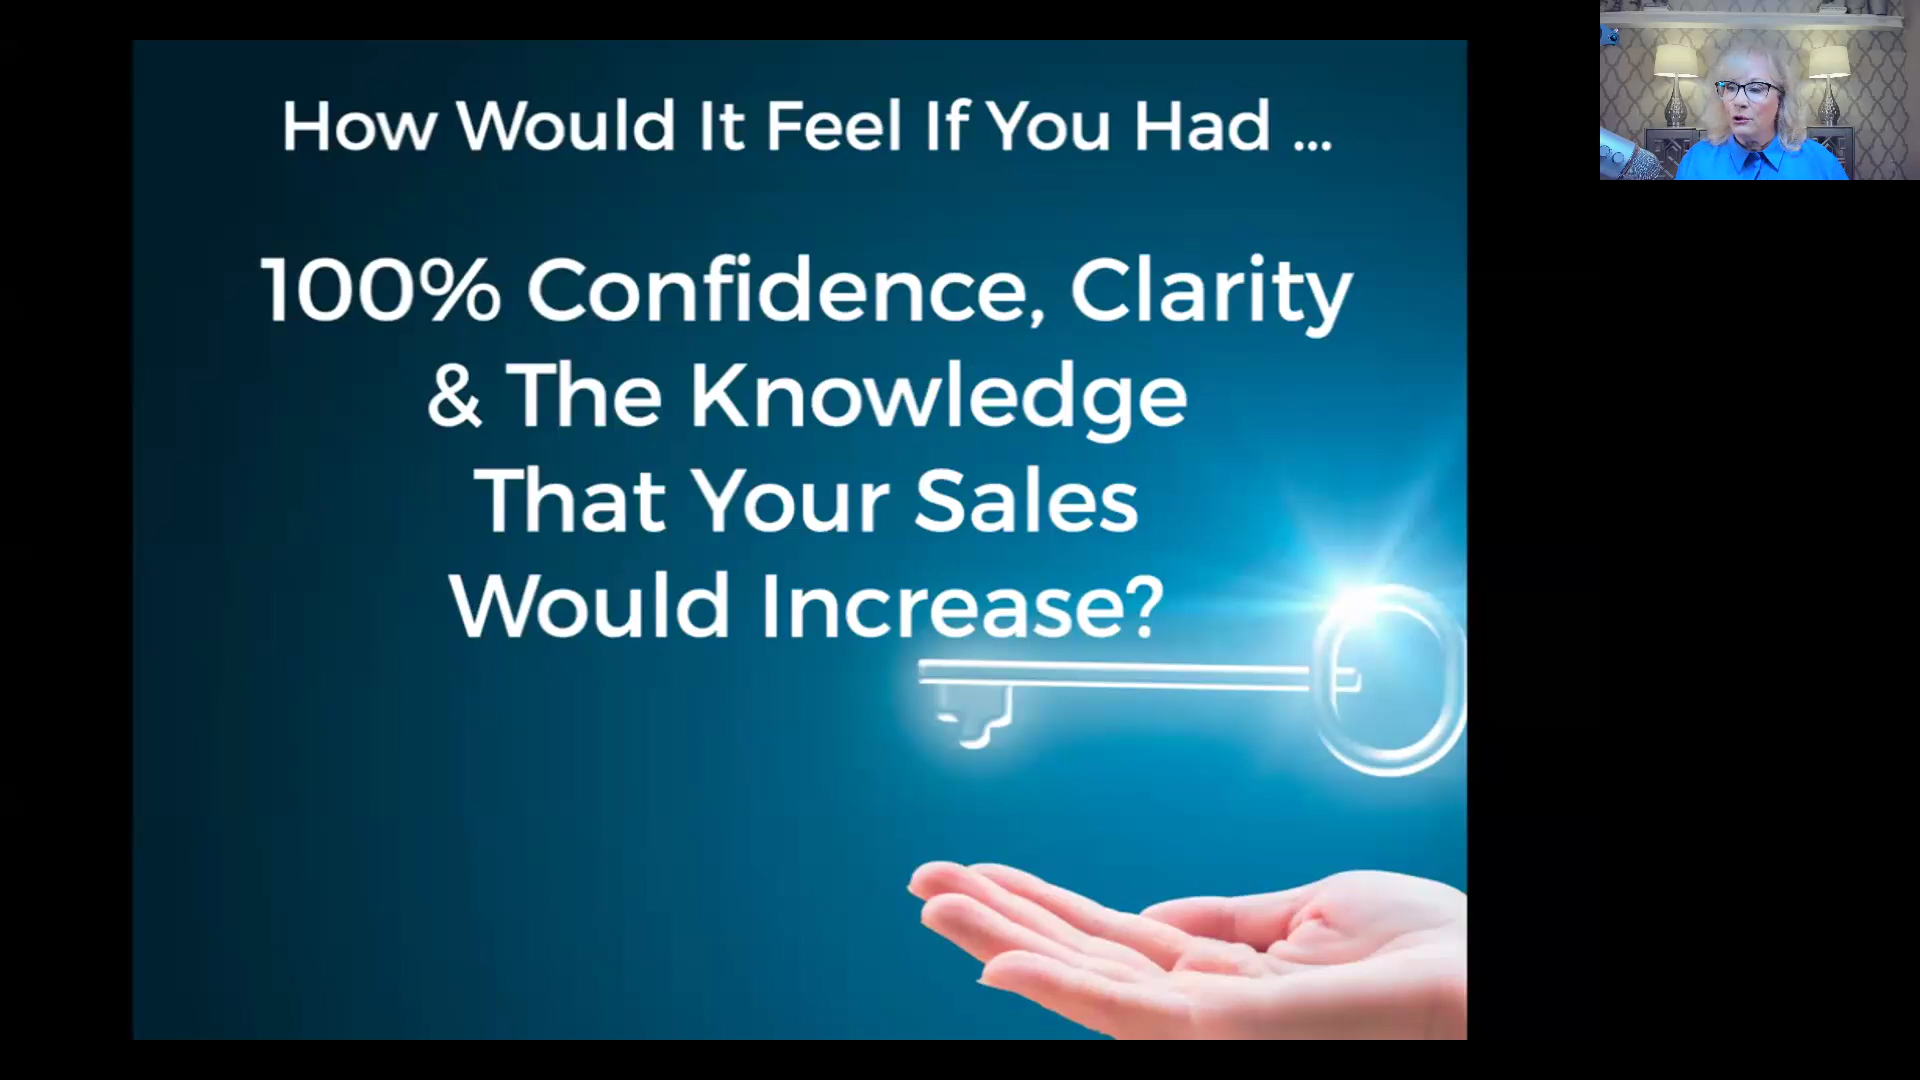 How Would It Feel If You Had ...
100% Confidence, Clarity
& The Knowledge
That Your Sales
Would Increase?